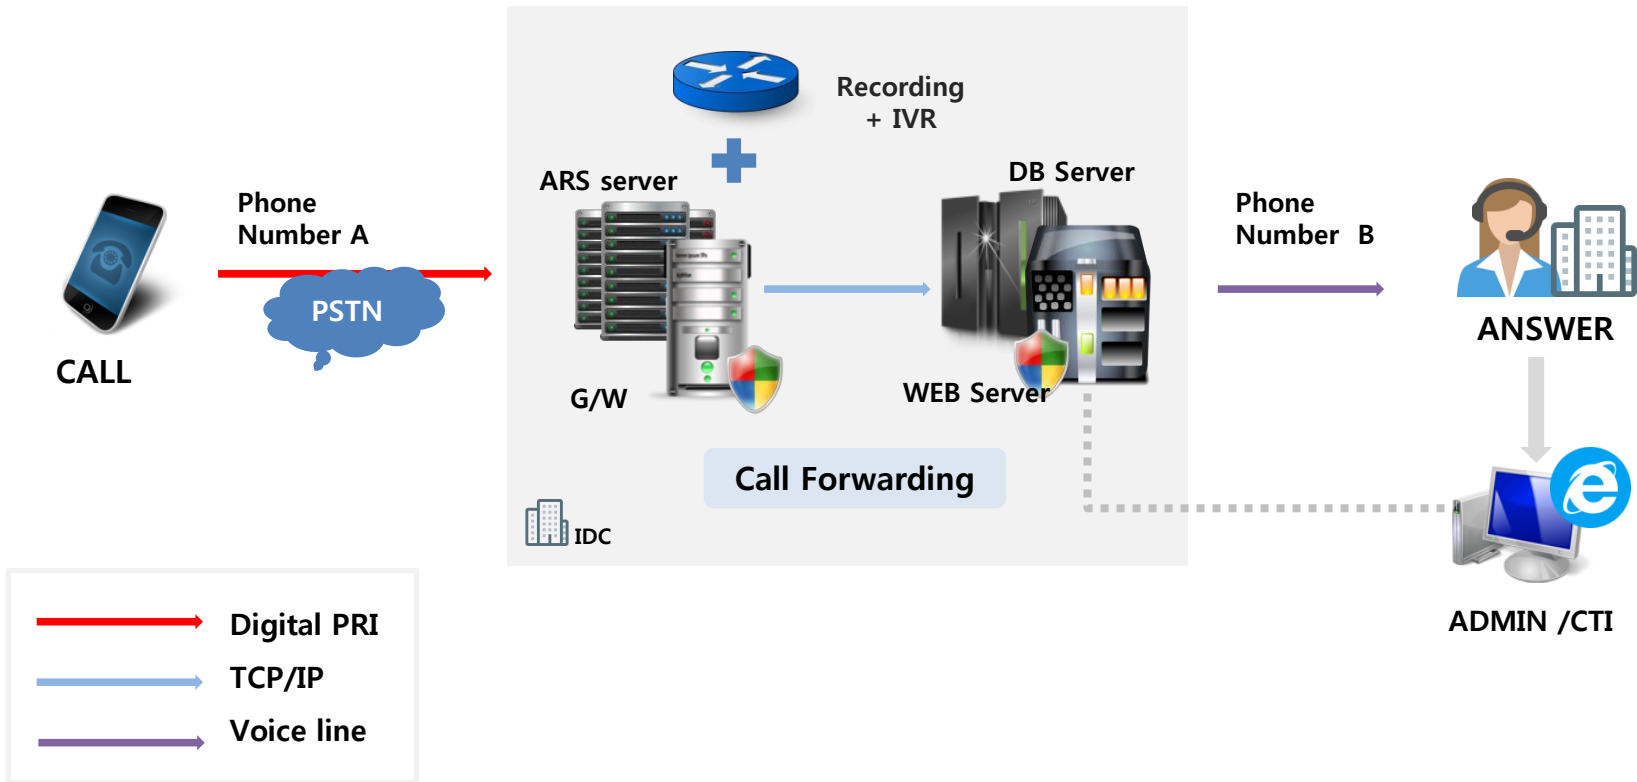 Recording
+ IVR
ARS server
DB Server
Phone
Number A
PSTN
CALL
G/W
WEB Server
Phone
Number B
ANSWER
Call Forwarding
IDC
ADMIN /CTI
Digital PRI
TCP/IP
Voice line